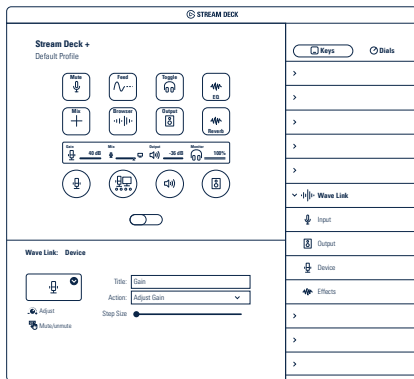 STREAM DECK
Stream Deck +
Default Profile
Mute
Feed
Toggle
EQ
Mix
Browser
Output
Reverb
Gain
48 dB
Mic
Output
-36 dB
Monitor
100%
Wave Link: Device
Title: Gain
Action: Adjust Gain
Step Size
Adjust
Mute/unmute
Keys
Dials
Wave Link
Input
Output
Device
Effects